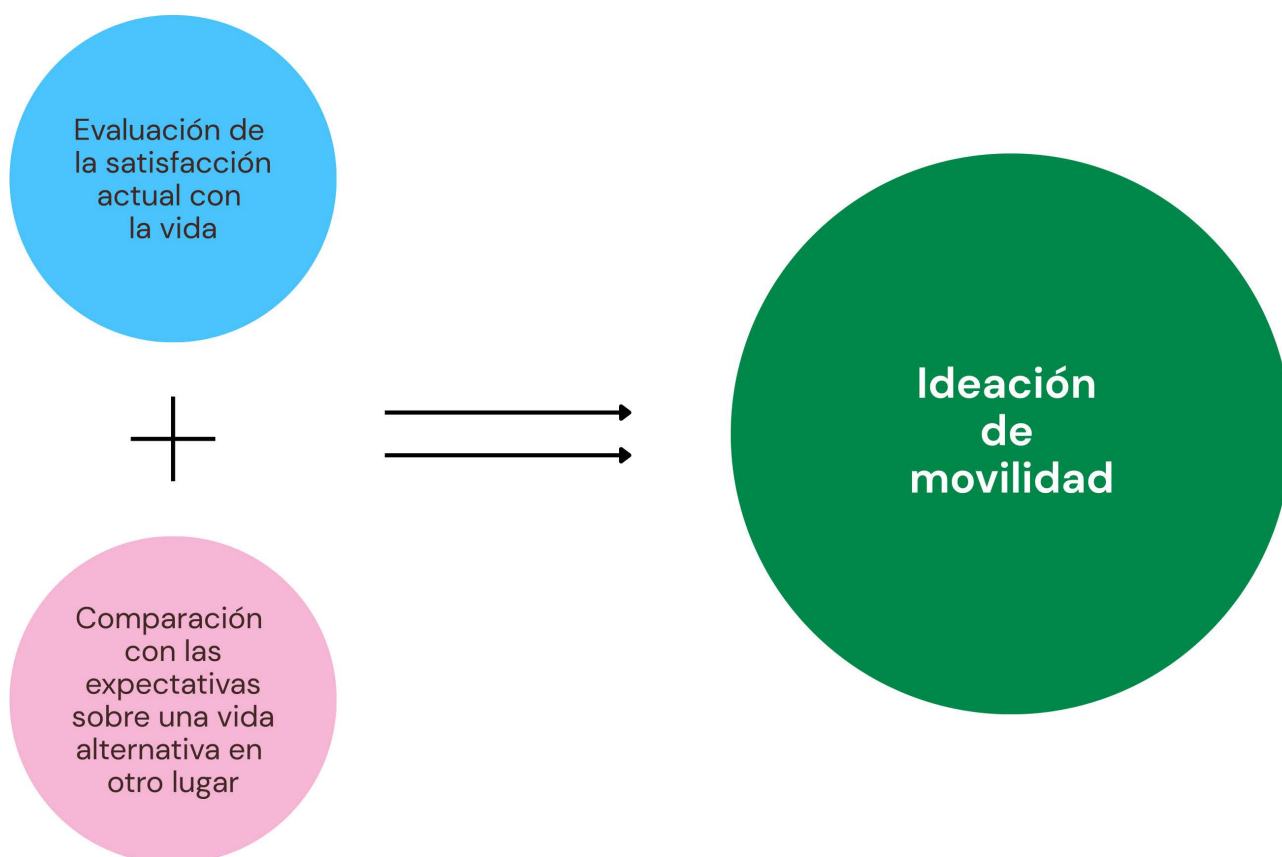 Evaluación de
la satisfacción
actual con
la vida
Comparación
con las
expectativas
sobre una vida
alternativa en
otro lugar
Ideación
de
movilidad